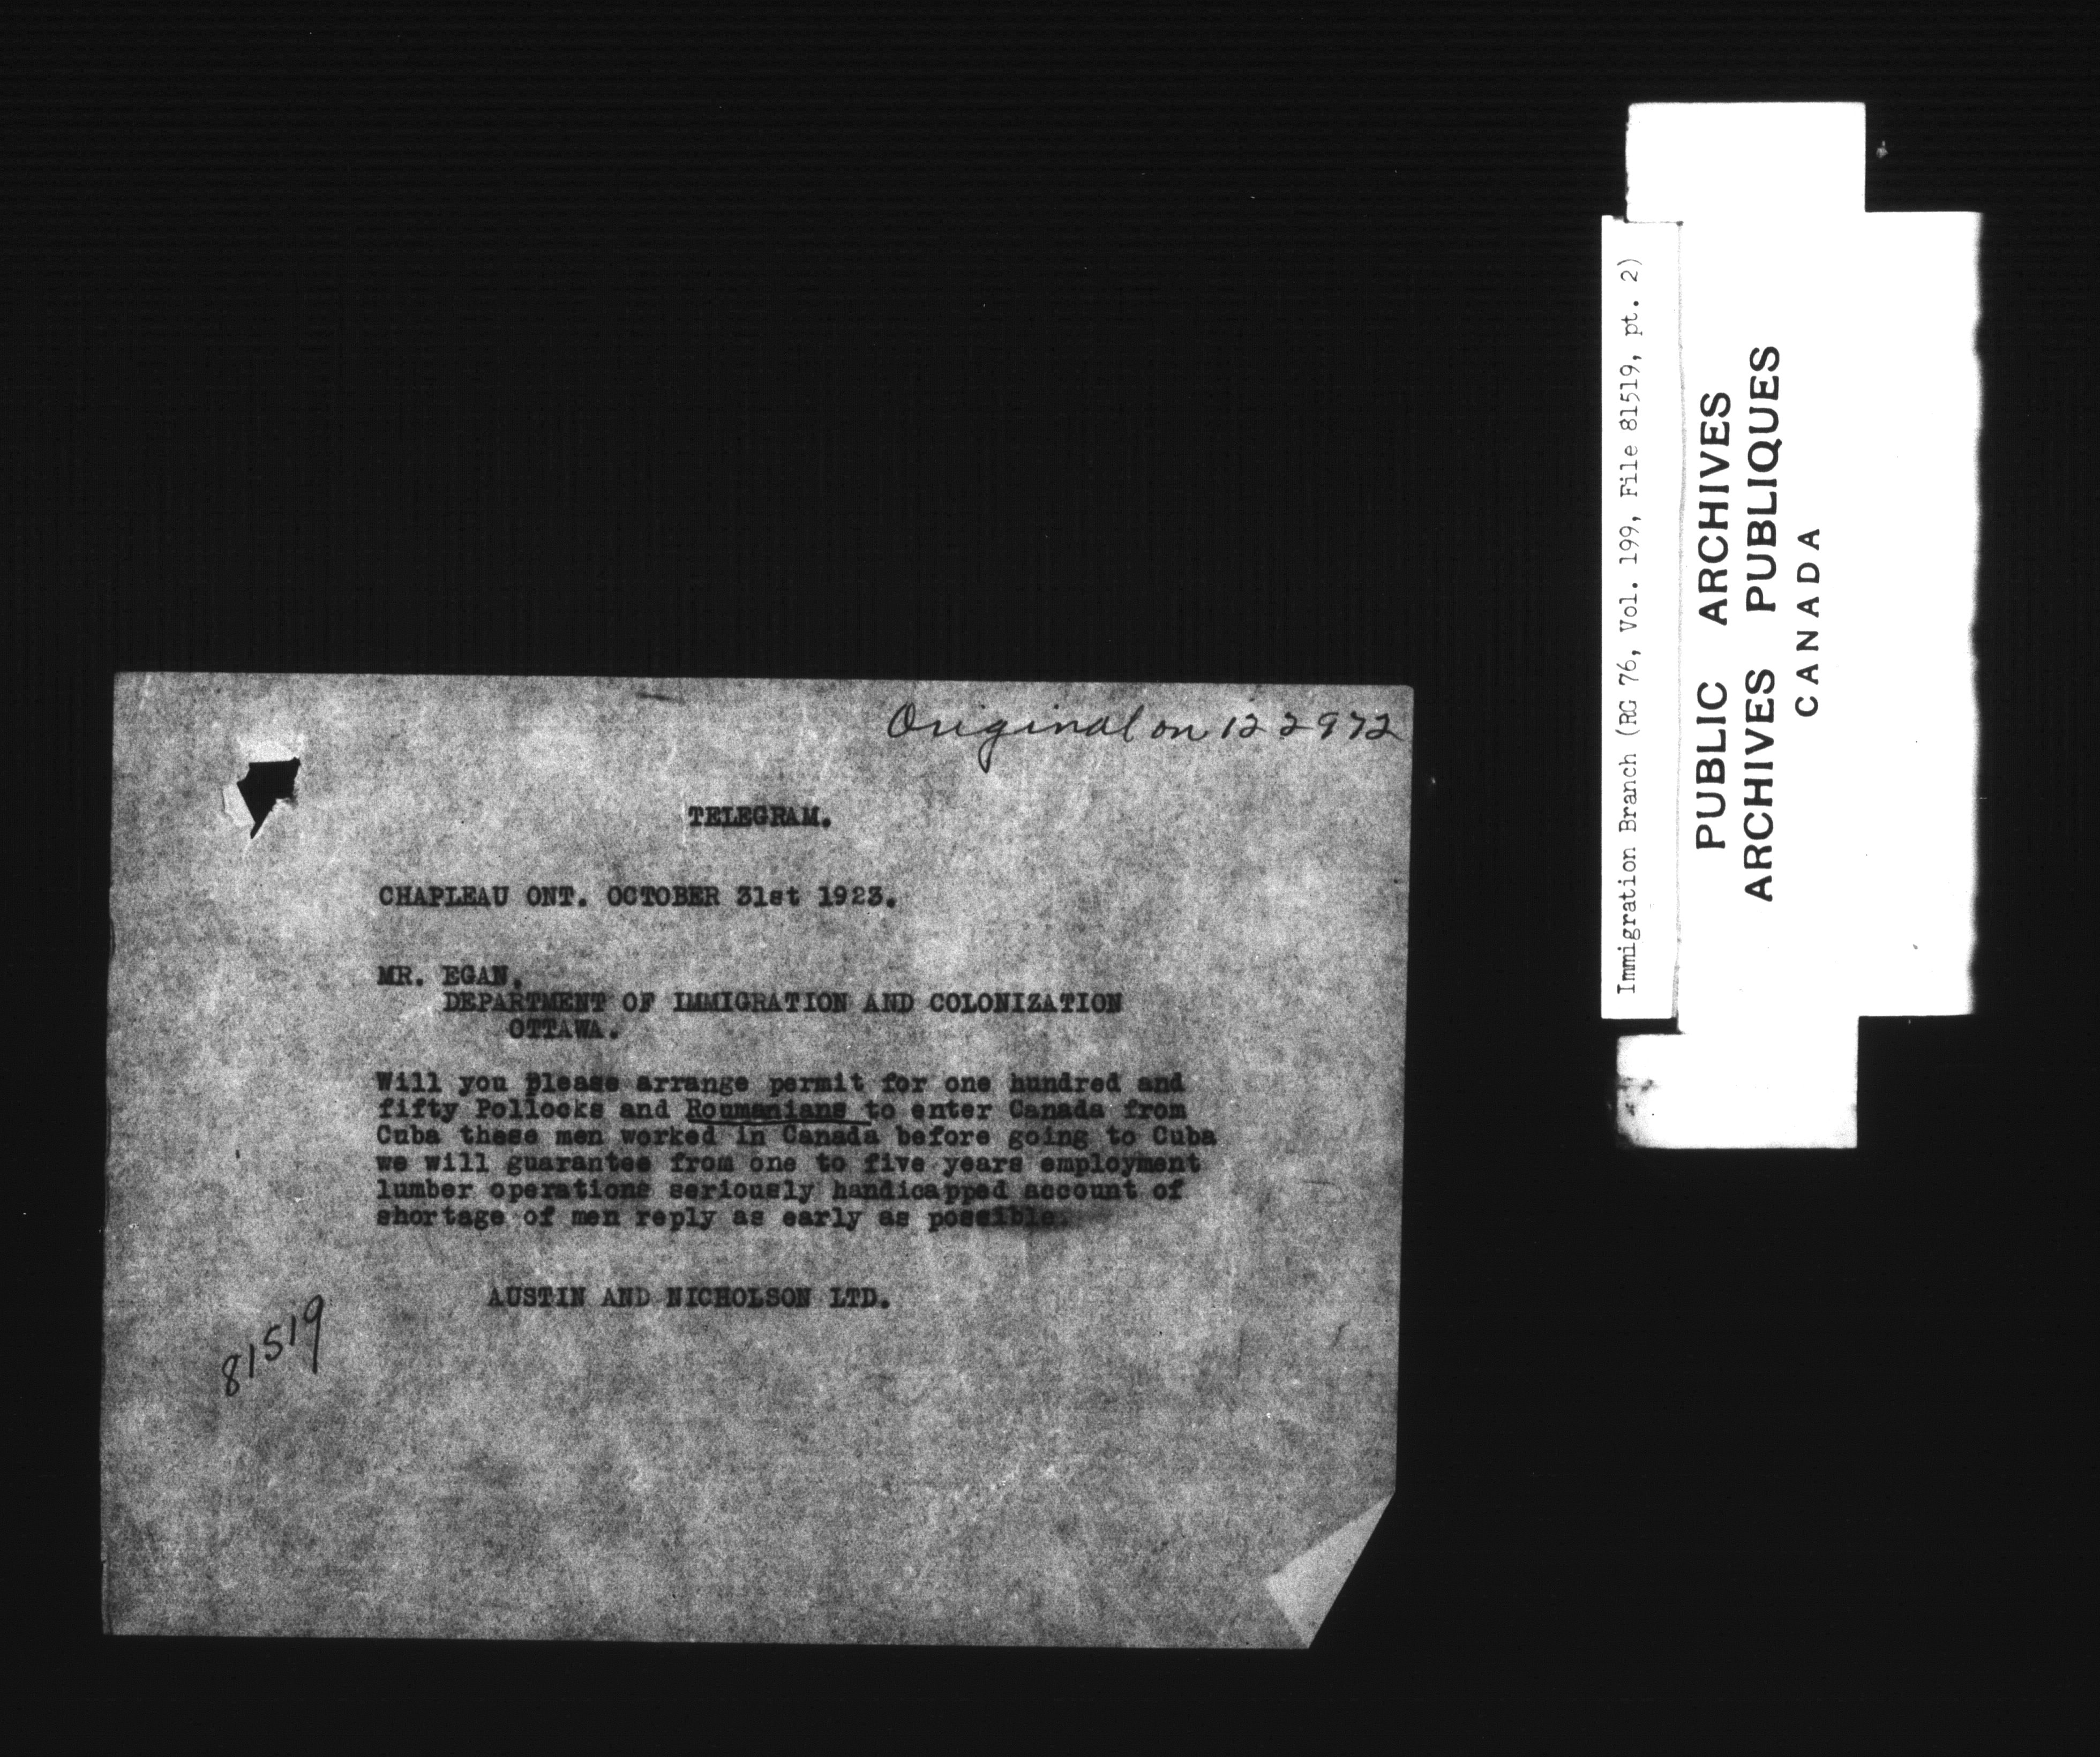 Original on 122972
TELEGRAM.
CHAPLEAU ONT. OCTOBER 31st 1923.
MR. EGAN,
DEPARTMENT OF IMMIGRATION AND COLONIZATION
OTTAWA.
Will you please arrange permit for one hundred and
fifty Pollocks and Roumanians to enter Canada from
Cuba these men worked in Canada before going to Cuba
we will guarantee from one to five years employment
lumber operations seriously handicapped account of
shortage of men reply as early as possible.
AUSTIN AND NICHOLSON LTD.
81519
Immigration Branch (RG 76, Vol. 199, File 81519, pt. 2)
PUBLIC ARCHIVES
ARCHIVES PUBLIQUES
CANADA